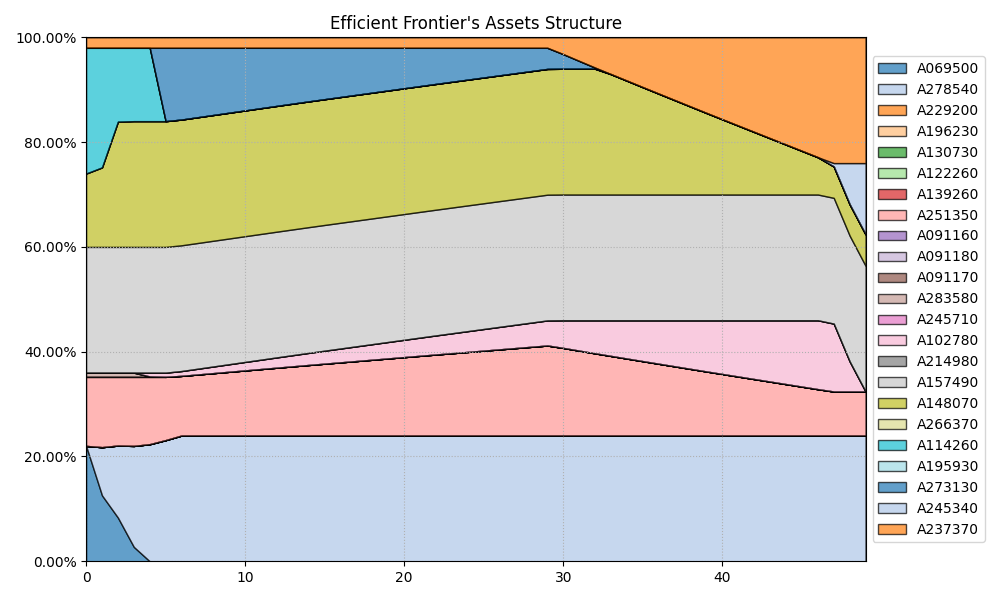 Efficient Frontier's Assets Structure
100.00%
80.00%
60.00%
40.00%
20.00%
0.00%
0
10
20
30
40
A069500
A278540
A229200
A196230
A130730
A122260
A139260
A251350
A091160
A091180
A091170
A283580
A245710
A102780
A214980
A157490
A148070
A266370
A114260
A195930
A273130
A245340
A237370